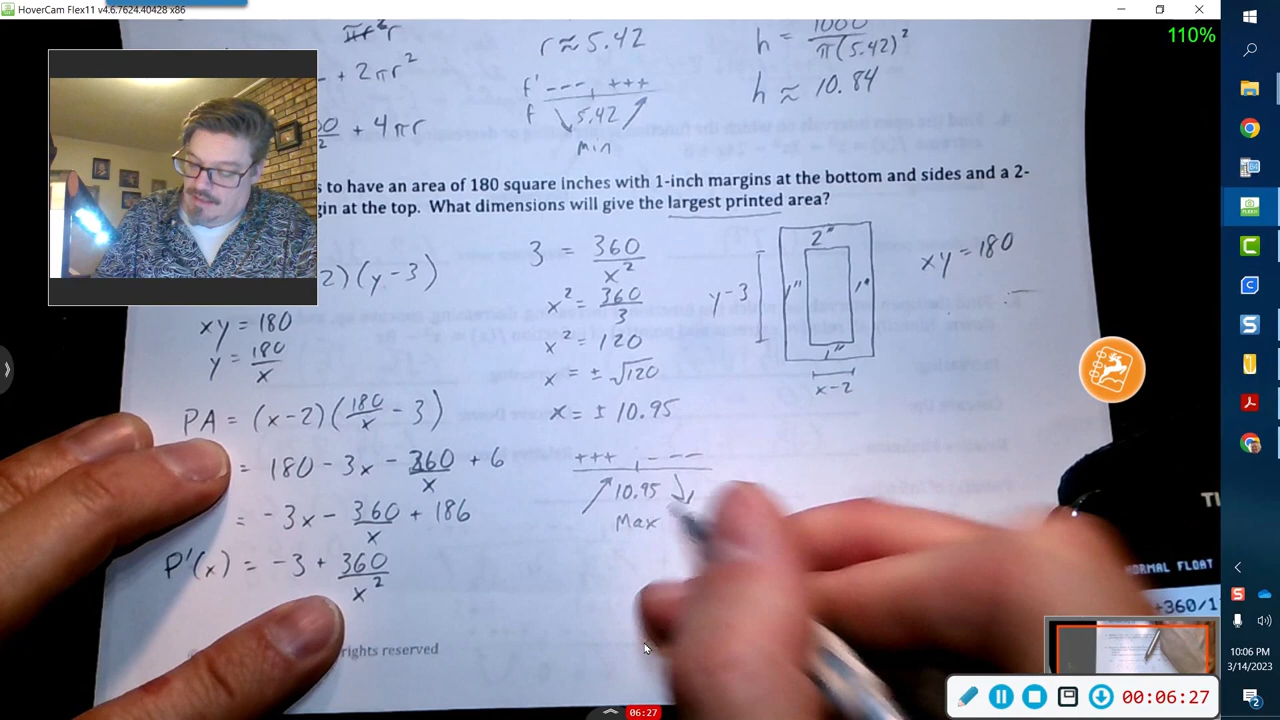 HoverCam Flex11 v4.6.7624.40428 x86
110%
r ≈ 5.42
h = 1000 / π(5.42)²
+ 2πr²
f' - - - , + + +
h ≈ 10.84
f ↘ 5.42 ↗
+ 4πr
min
s to have an area of 180 square inches with 1-inch margins at the bottom and sides and a 2-
gin at the top. What dimensions will give the largest printed area?
2)(y-3)
xy = 180
y = 180/x
PA = (x-2)(180/x - 3)
= 180 - 3x - 360/x + 6
= -3x - 360/x + 186
P'(x) = -3 + 360/x²
3 = 360/x²
x² = 360/3
x² = 120
x = ± √120
x = ± 10.95
+++ , - - -
↗ 10.95 ↘
Max
2"
y-3
1"
1"
1"
x-2
xy = 180
rights reserved
NORMAL FLOAT
+360/1
06:27
00:06:27
10:06 PM
3/14/2023